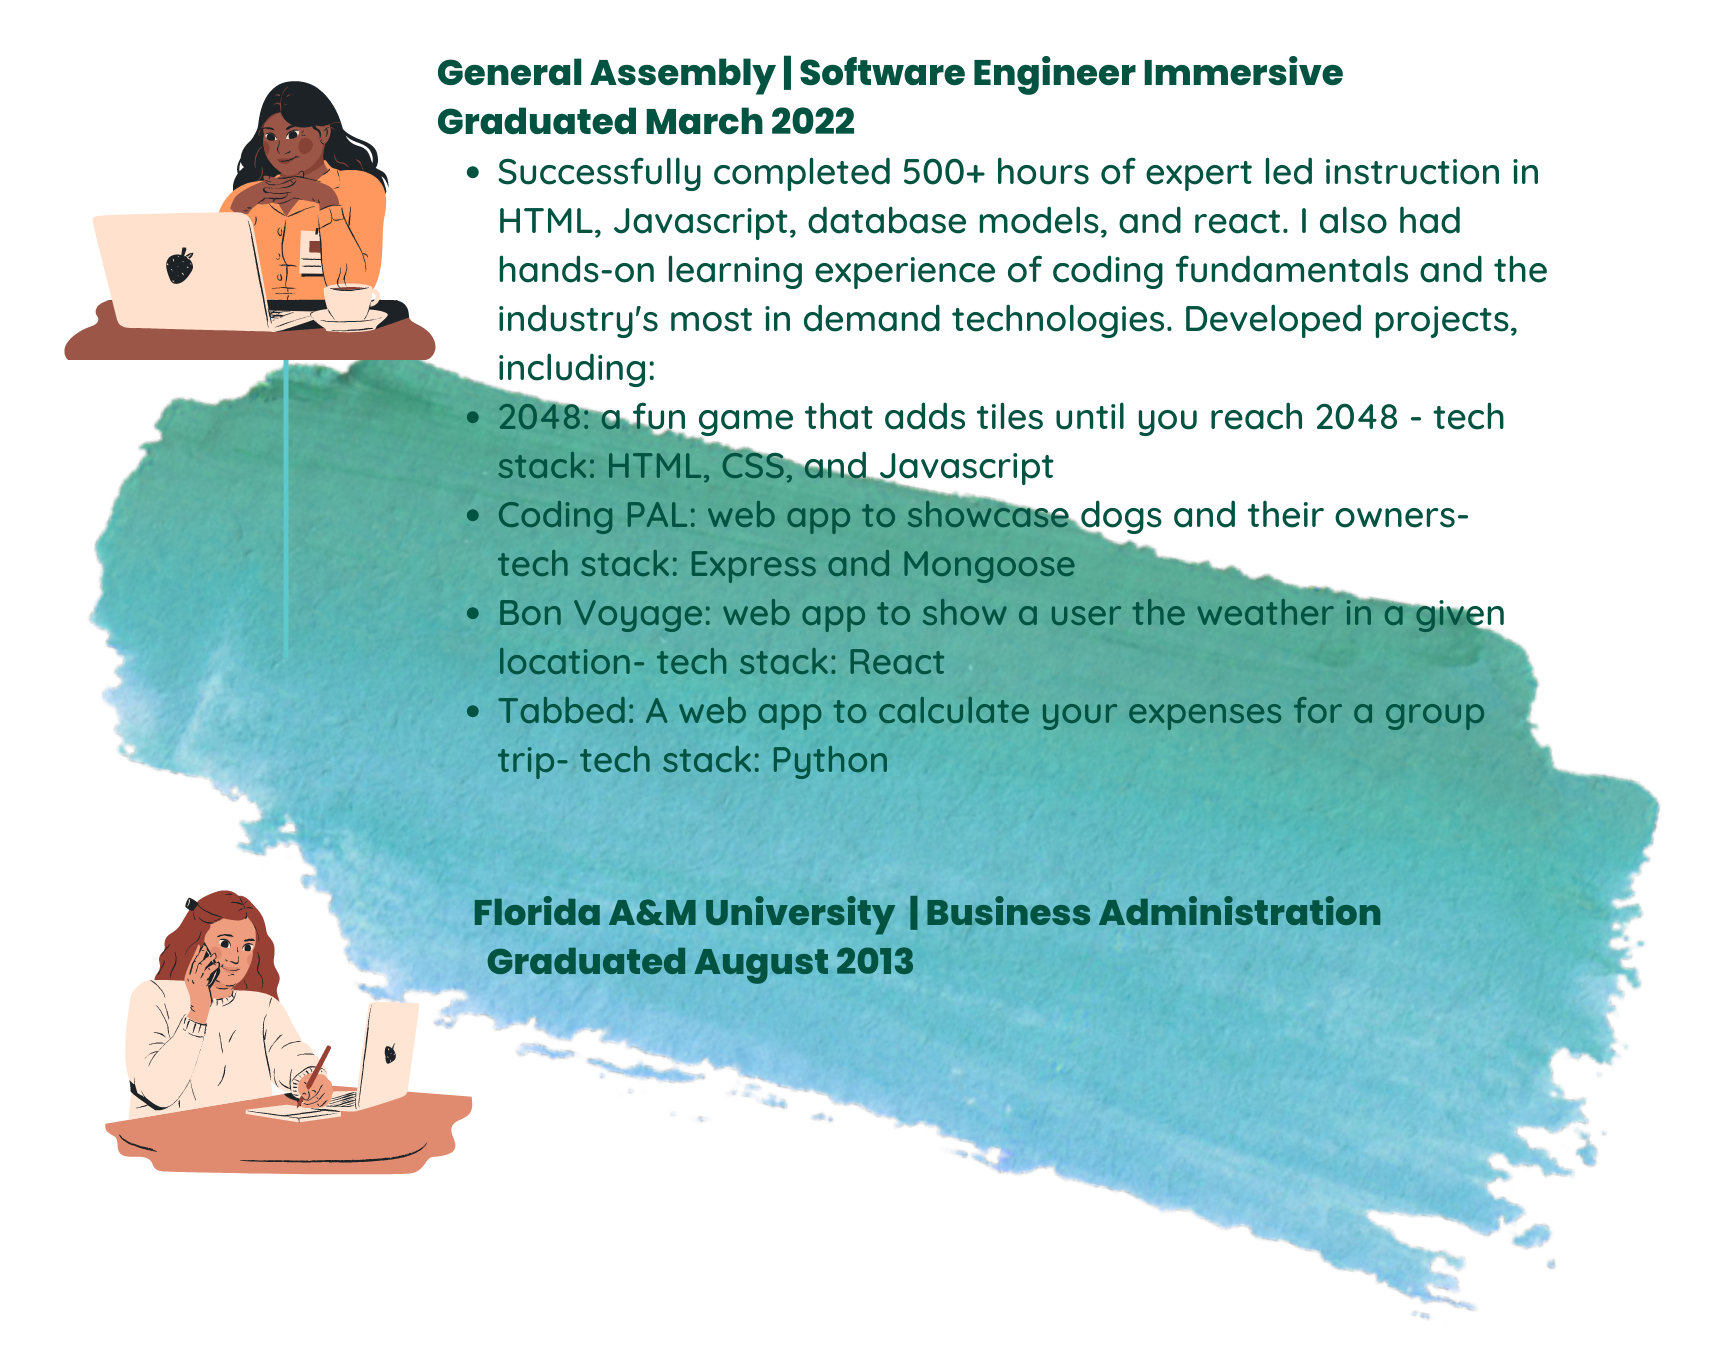 General Assembly | Software Engineer Immersive
Graduated March 2022
• Successfully completed 500+ hours of expert led instruction in
HTML, Javascript, database models, and react. I also had
hands-on learning experience of coding fundamentals and the
industry's most in demand technologies. Developed projects,
including:
• 2048: a fun game that adds tiles until you reach 2048 - tech
stack: HTML, CSS, and Javascript
• Coding PAL: web app to showcase dogs and their owners-
tech stack: Express and Mongoose
• Bon Voyage: web app to show a user the weather in a given
location- tech stack: React
• Tabbed: A web app to calculate your expenses for a group
trip- tech stack: Python
Florida A&M University | Business Administration
Graduated August 2013